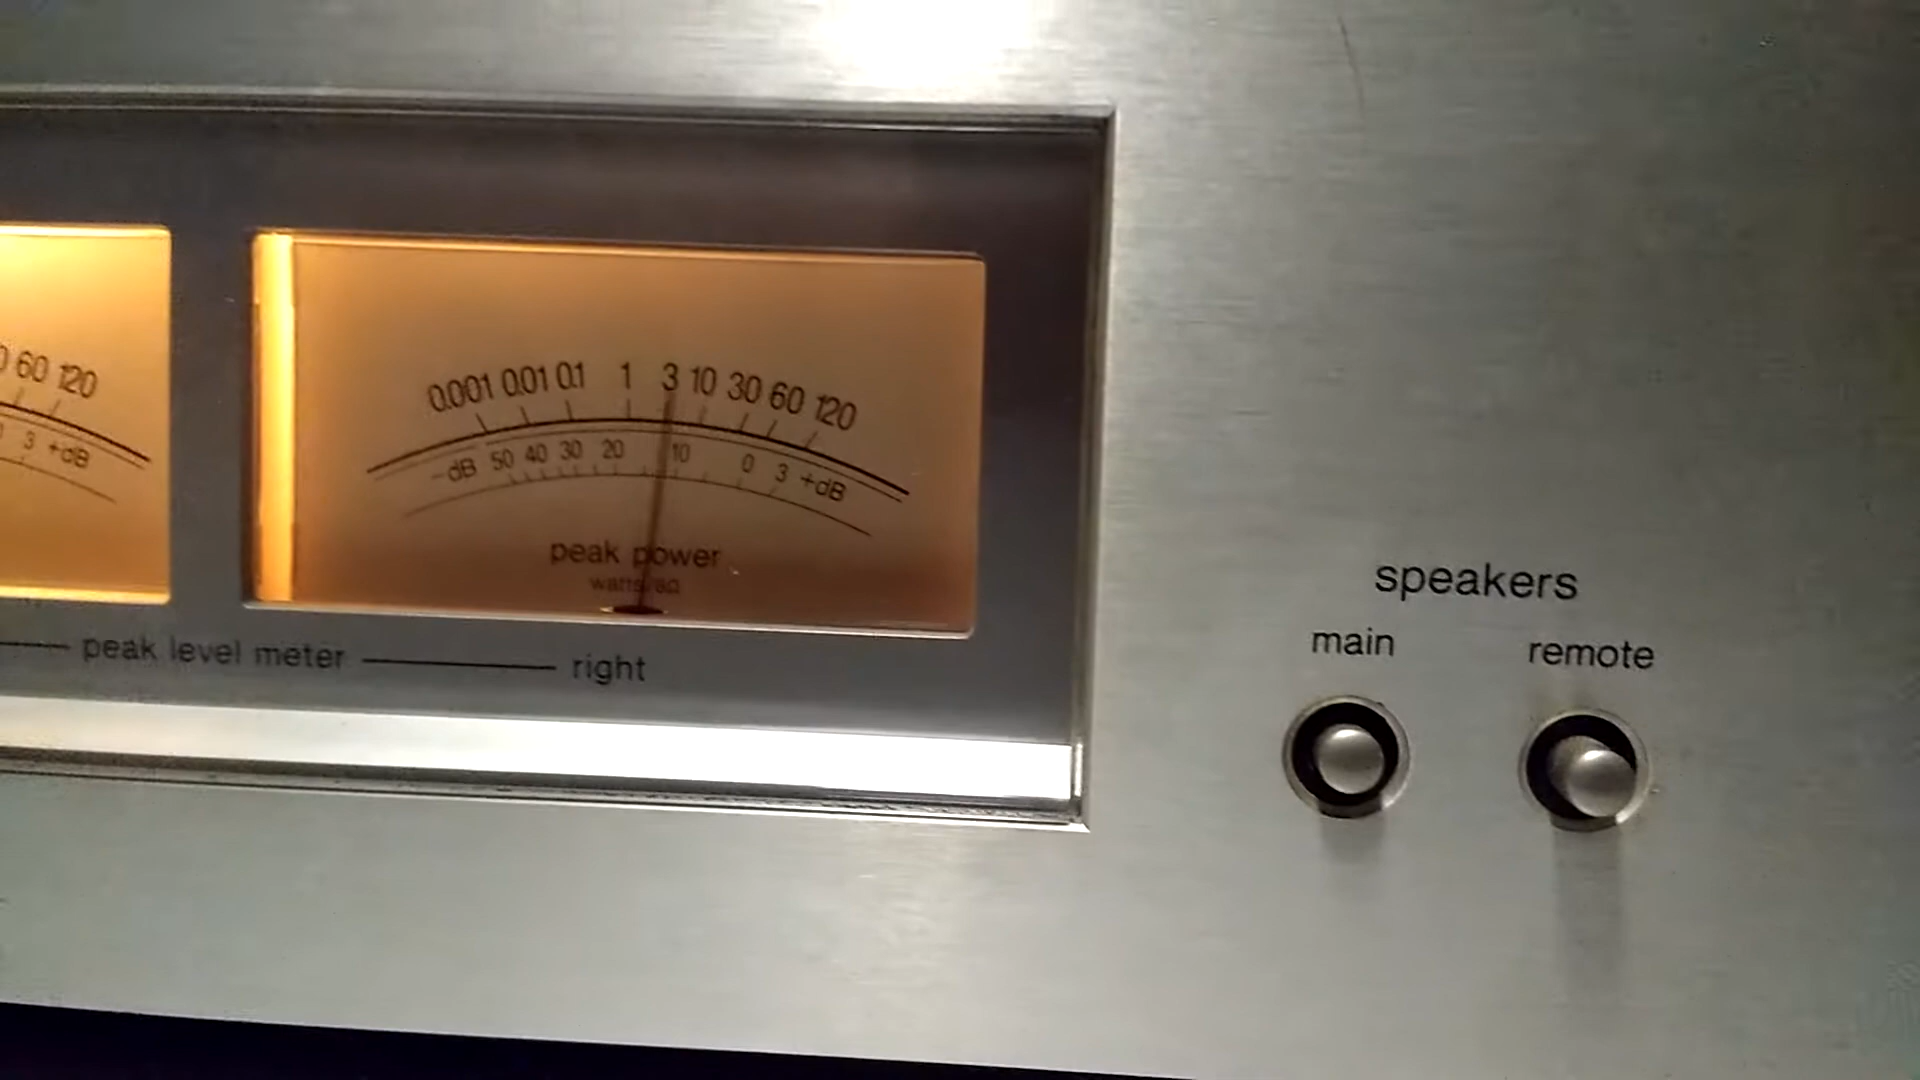 60 120
3 +dB
0.001 0.01 0.1 1 3 10 30 60 120
-dB 50 40 30 20 10 0 3 +dB
peak power
watts/8Ω
peak level meter right
speakers
main remote